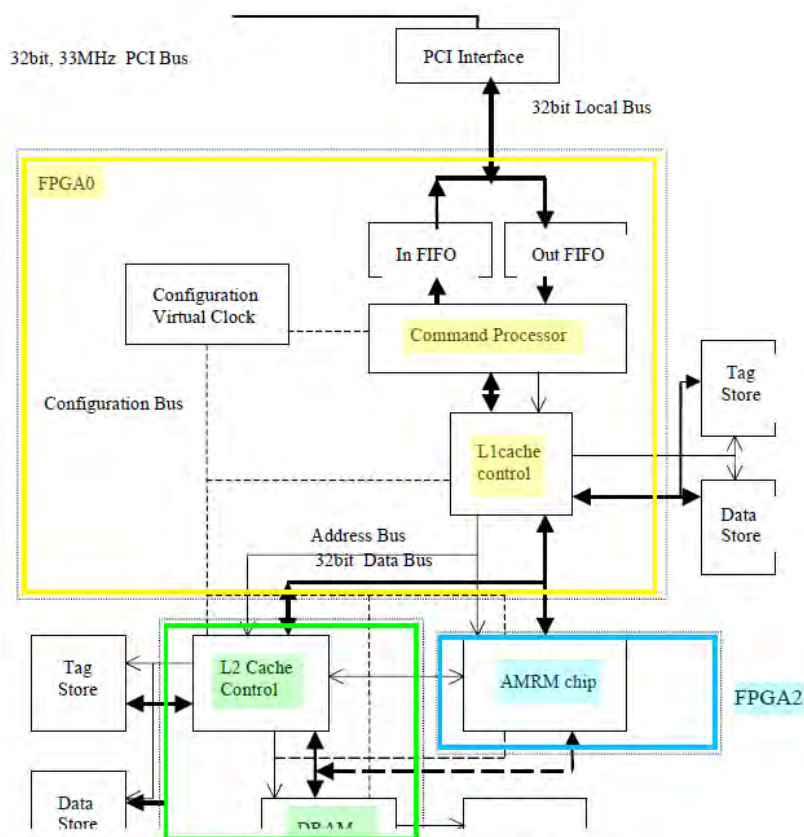 32bit, 33MHz PCI Bus
PCI Interface
32bit Local Bus
FPGA0
In FIFO
Out FIFO
Configuration
Virtual Clock
Command Processor
Configuration Bus
Tag
Store
L1cache
control
Data
Store
Address Bus
32bit Data Bus
Tag
Store
L2 Cache
Control
AMRM chip
FPGA2
Data
Store
DRAM